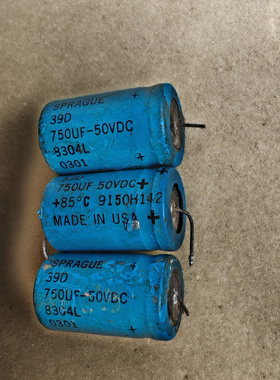 SPRAGUE
39D
750UF-50VDC
8304L +
0301
39D
750UF 50VDC +
+85°C 9150H142
MADE IN USA +
SPRAGUE
39D +
750UF-50VDC
8304L
0301 +